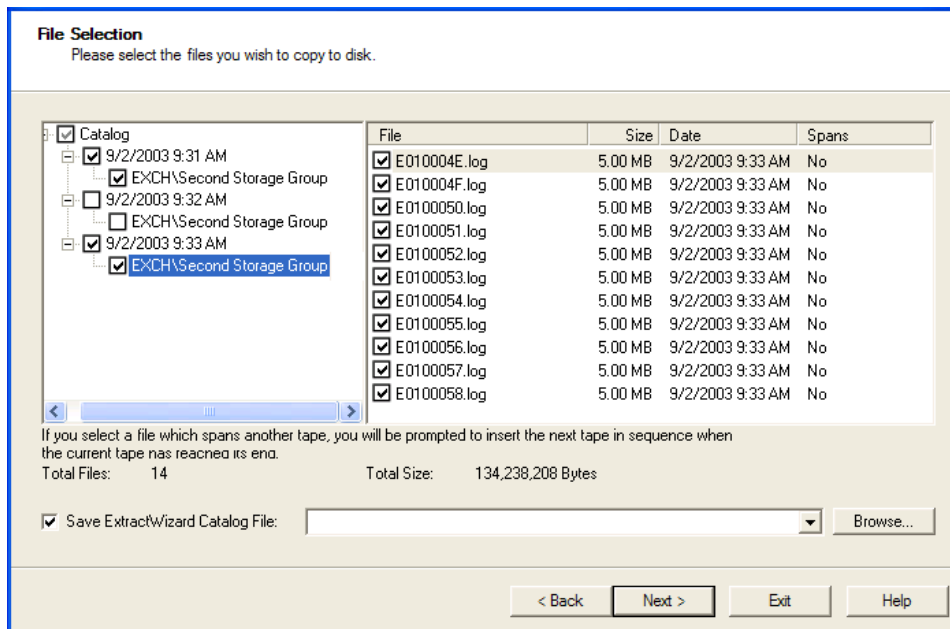 File Selection
Please select the files you wish to copy to disk.
Catalog
9/2/2003 9:31 AM
EXCH\Second Storage Group
9/2/2003 9:32 AM
EXCH\Second Storage Group
9/2/2003 9:33 AM
EXCH\Second Storage Group
File Size Date Spans
E010004E.log 5.00 MB 9/2/2003 9:33 AM No
E010004F.log 5.00 MB 9/2/2003 9:33 AM No
E0100050.log 5.00 MB 9/2/2003 9:33 AM No
E0100051.log 5.00 MB 9/2/2003 9:33 AM No
E0100052.log 5.00 MB 9/2/2003 9:33 AM No
E0100053.log 5.00 MB 9/2/2003 9:33 AM No
E0100054.log 5.00 MB 9/2/2003 9:33 AM No
E0100055.log 5.00 MB 9/2/2003 9:33 AM No
E0100056.log 5.00 MB 9/2/2003 9:33 AM No
E0100057.log 5.00 MB 9/2/2003 9:33 AM No
E0100058.log 5.00 MB 9/2/2003 9:33 AM No
If you select a file which spans another tape, you will be prompted to insert the next tape in sequence when
the current tape has reached its end.
Total Files: 14 Total Size: 134,238,208 Bytes
Save ExtractWizard Catalog File: Browse...
< Back Next > Exit Help